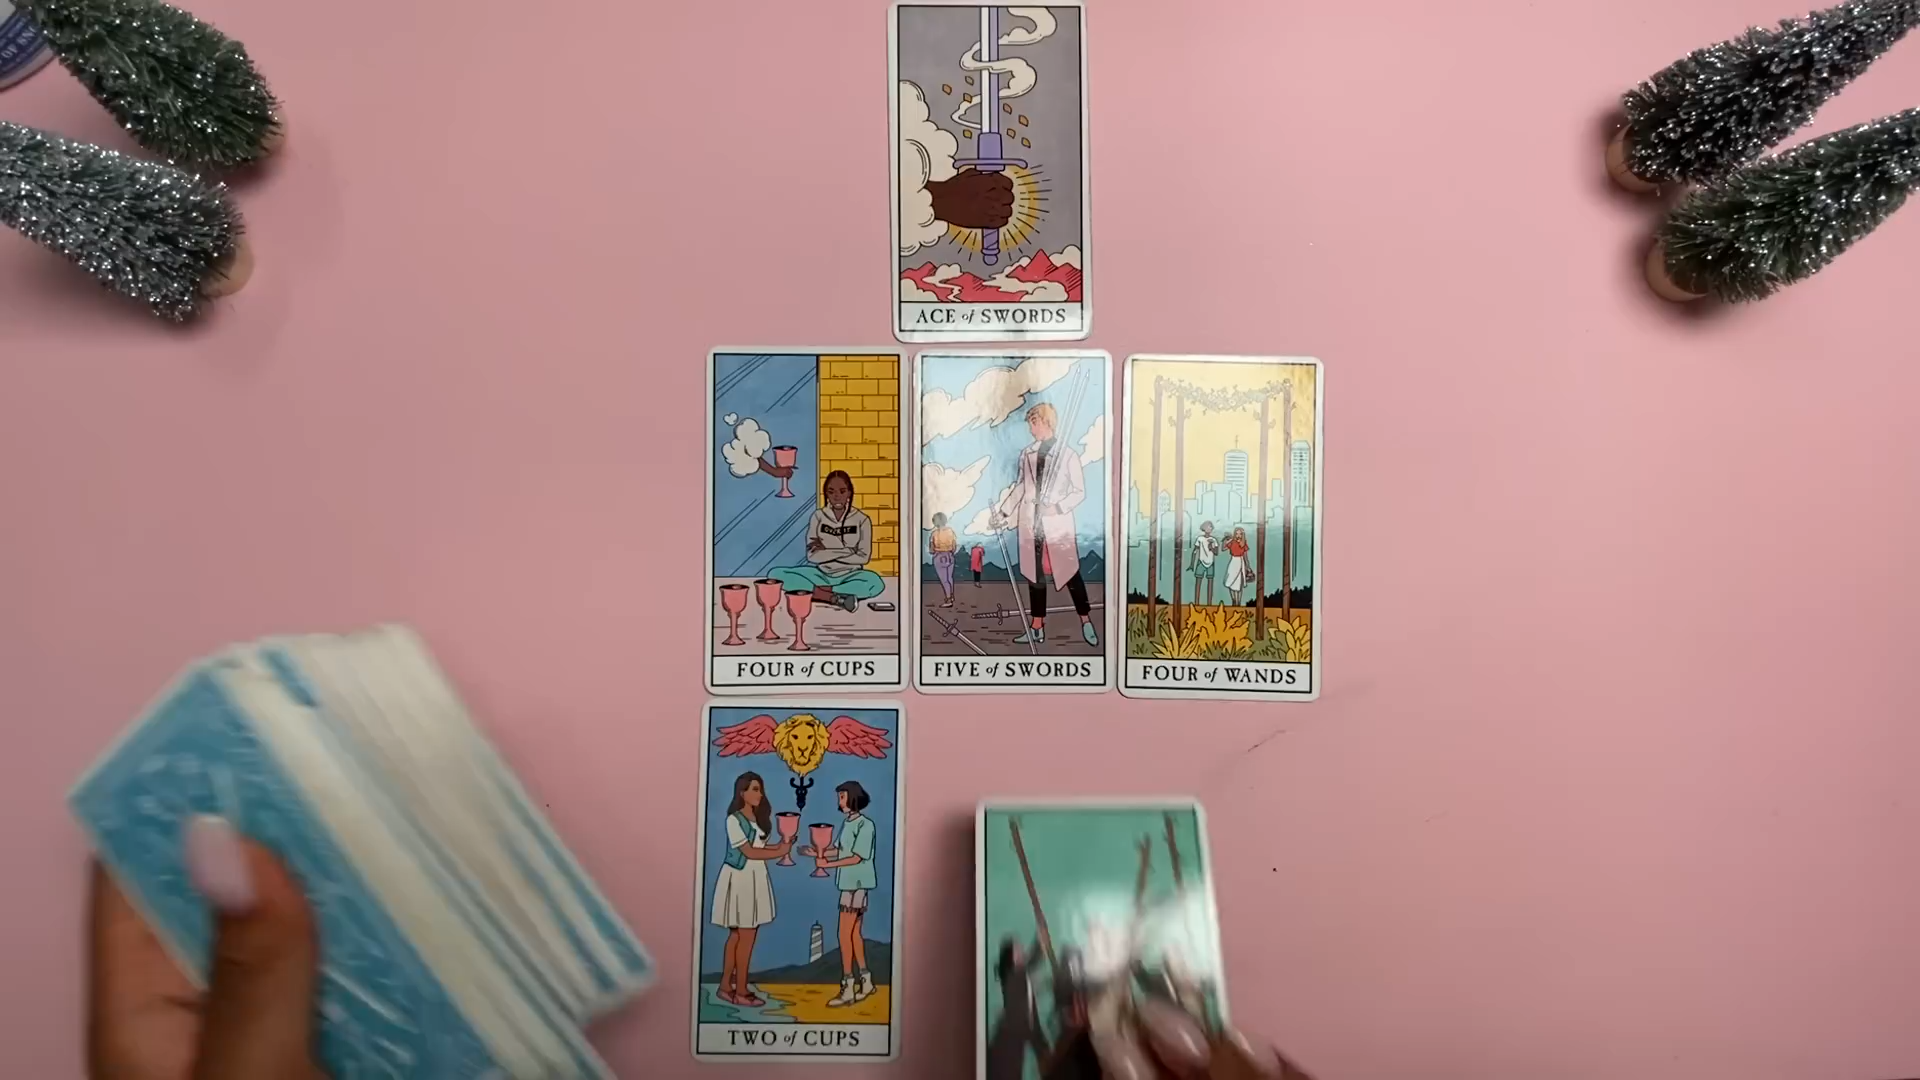 ACE of SWORDS
FOUR of CUPS
FIVE of SWORDS
FOUR of WANDS
TWO of CUPS